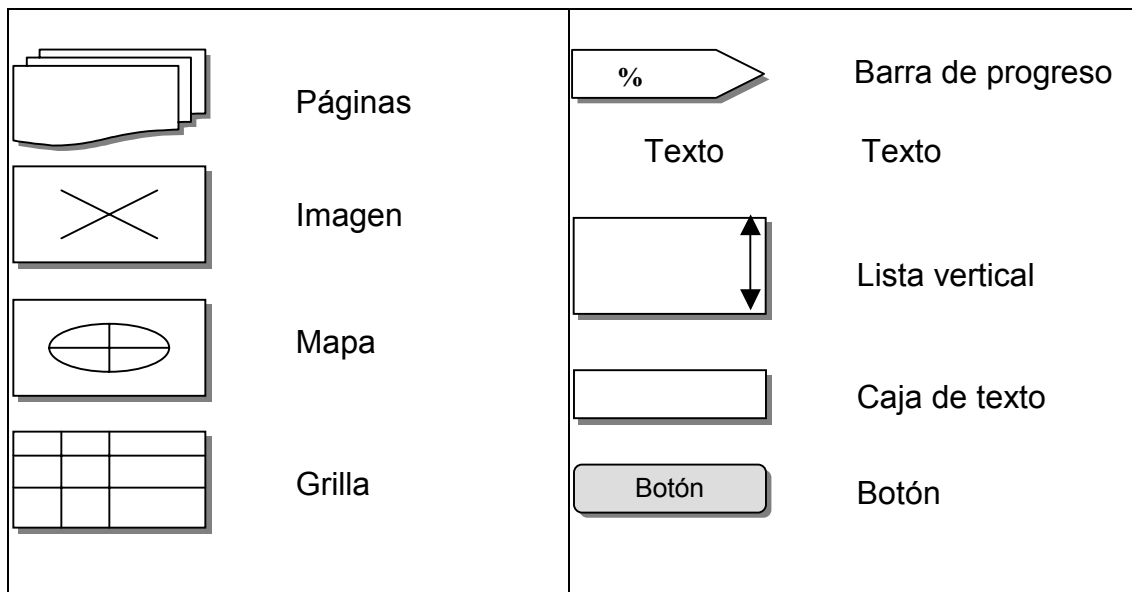 Páginas
Imagen
Mapa
Grilla
% Barra de progreso
Texto Texto
Lista vertical
Caja de texto
Botón Botón